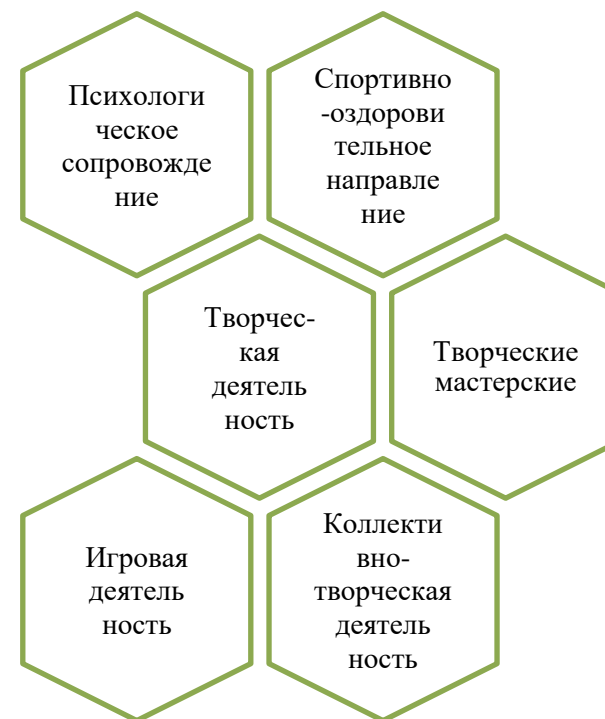 Психологи
ческое
сопровожде
ние
Спортивно
-оздорови
тельное
направле
ние
Творчес-
кая
деятель
ность
Творческие
мастерские
Игровая
деятель
ность
Коллекти
вно-
творческая
деятель
ность